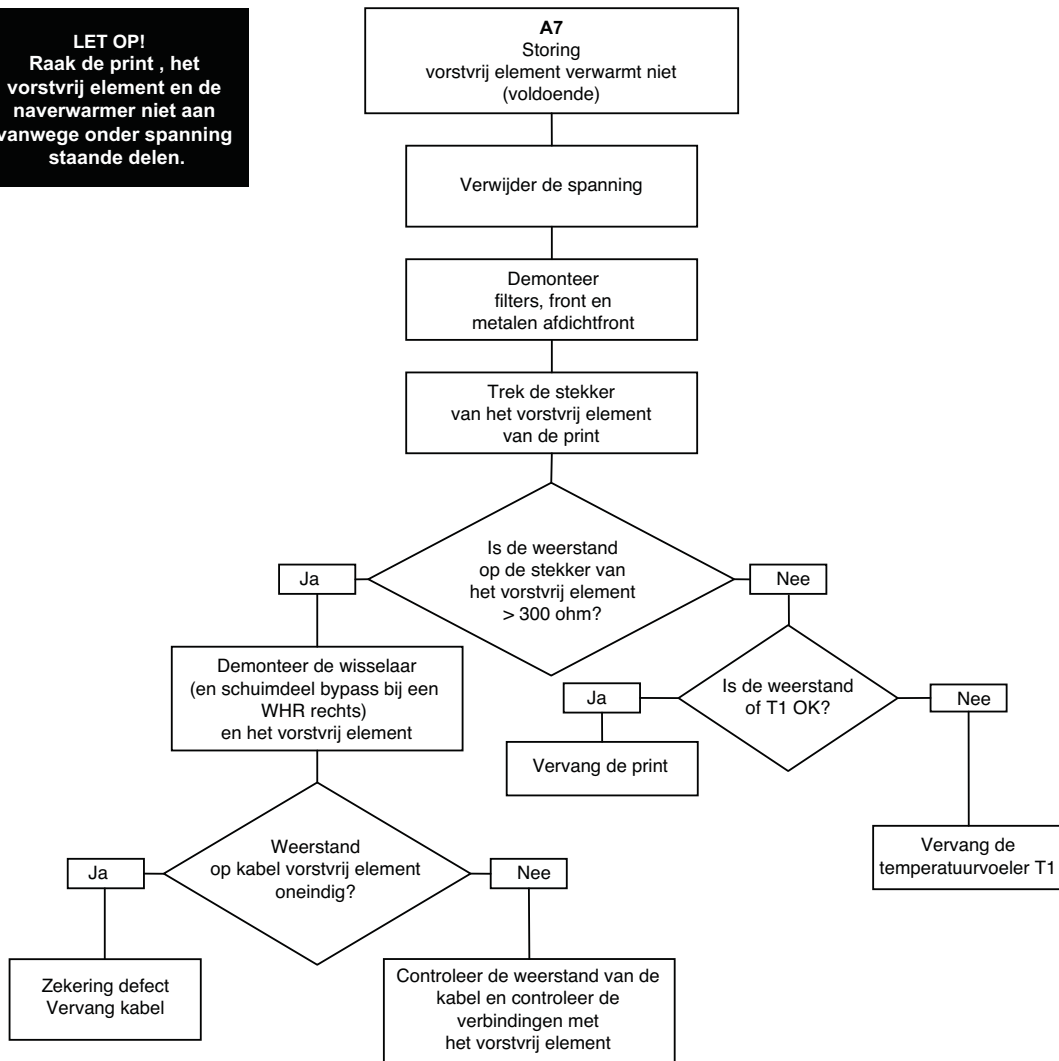 LET OP!
Raak de print , het
vorstvrij element en de
naverwarmer niet aan
vanwege onder spanning
staande delen.
A7
Storing
vorstvrij element verwarmt niet
(voldoende)
Verwijder de spanning
Demonteer
filters, front en
metalen afdichtfront
Trek de stekker
van het vorstvrij element
van de print
Is de weerstand
op de stekker van
het vorstvrij element
> 300 ohm?
Ja
Nee
Demonteer de wisselaar
(en schuimdeel bypass bij een
WHR rechts)
en het vorstvrij element
Is de weerstand
of T1 OK?
Ja
Nee
Vervang de print
Vervang de
temperatuurvoeler T1
Weerstand
op kabel vorstvrij element
oneindig?
Ja
Nee
Zekering defect
Vervang kabel
Controleer de weerstand van de
kabel en controleer de
verbindingen met
het vorstvrij element